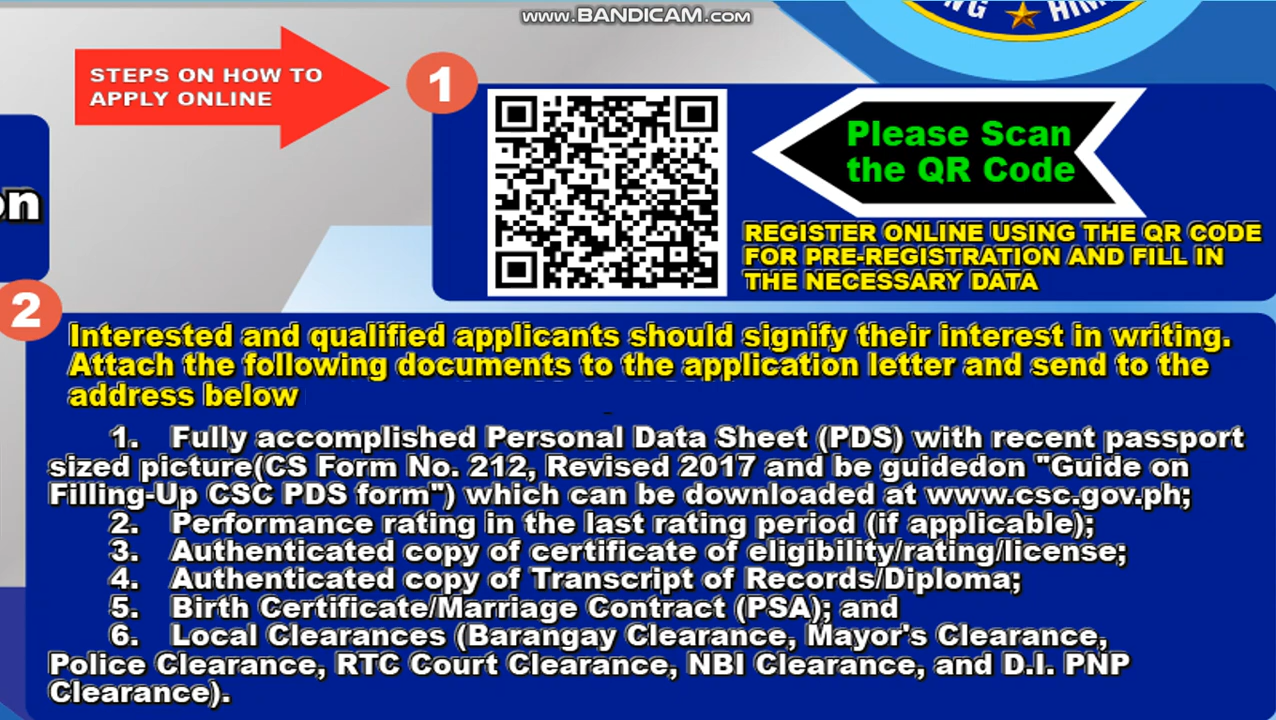 www.BANDICAM.com
NG
HIM
STEPS ON HOW TO
APPLY ONLINE
1
Please Scan
the QR Code
on
REGISTER ONLINE USING THE QR CODE
FOR PRE-REGISTRATION AND FILL IN
THE NECESSARY DATA
2
Interested and qualified applicants should signify their interest in writing.
Attach the following documents to the application letter and send to the
address below
1. Fully accomplished Personal Data Sheet (PDS) with recent passport
sized picture(CS Form No. 212, Revised 2017 and be guidedon "Guide on
Filling-Up CSC PDS form") which can be downloaded at www.csc.gov.ph;
2. Performance rating in the last rating period (if applicable);
3. Authenticated copy of certificate of eligibility/rating/license;
4. Authenticated copy of Transcript of Records/Diploma;
5. Birth Certificate/Marriage Contract (PSA); and
6. Local Clearances (Barangay Clearance, Mayor's Clearance,
Police Clearance, RTC Court Clearance, NBI Clearance, and D.I. PNP
Clearance).